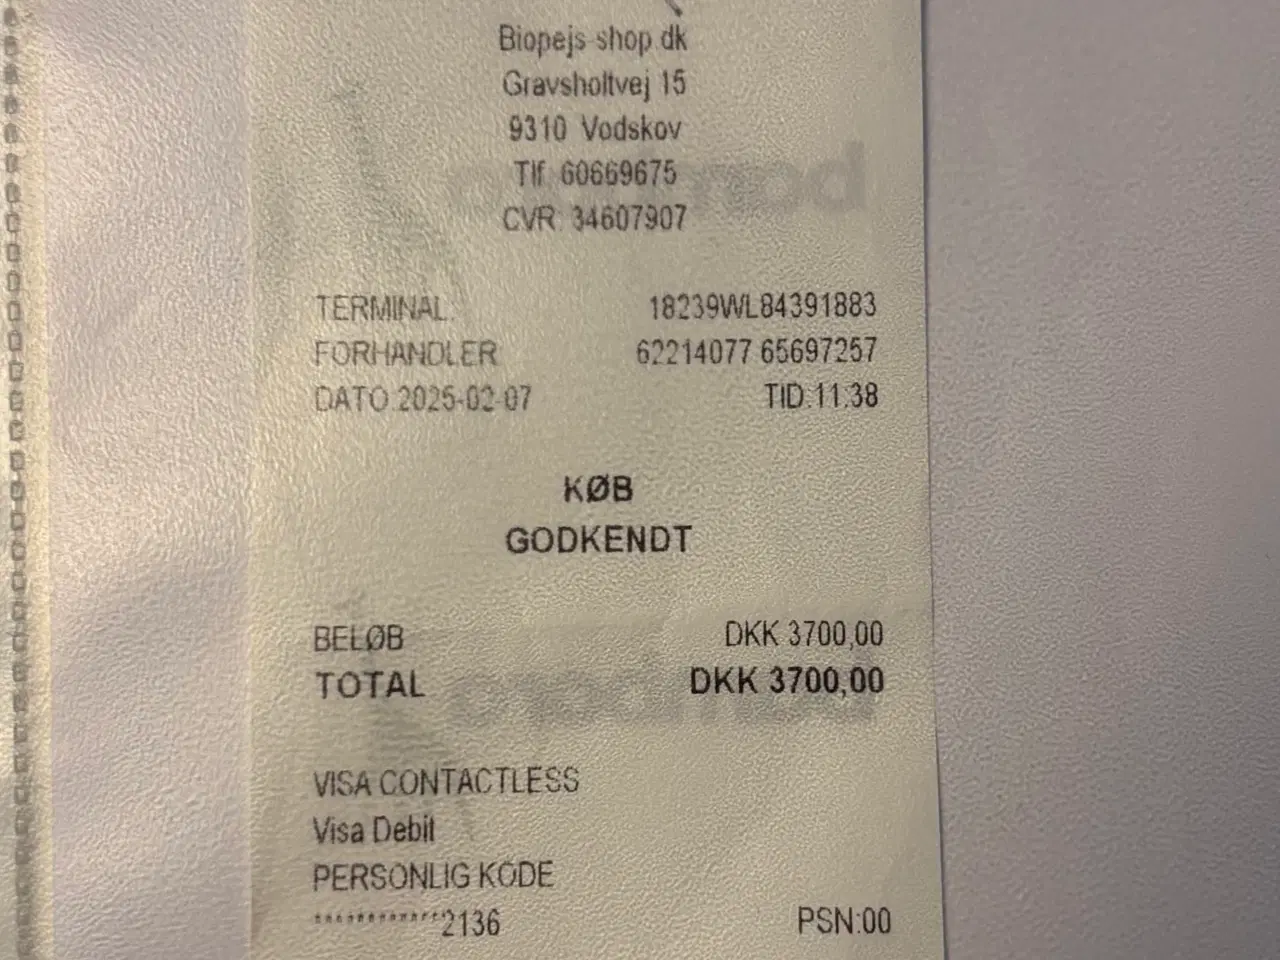 Biopejs-shop.dk
Gravsholtvej 15
9310 Vodskov
Tlf. 60669675
CVR: 34607907
TERMINAL: 18239WL84391883
FORHANDLER 62214077 65697257
DATO:2025-02-07 TID:11:38
KØB
GODKENDT
BELØB DKK 3700,00
TOTAL DKK 3700,00
VISA CONTACTLESS
Visa Debit
PERSONLIG KODE
************2136 PSN:00